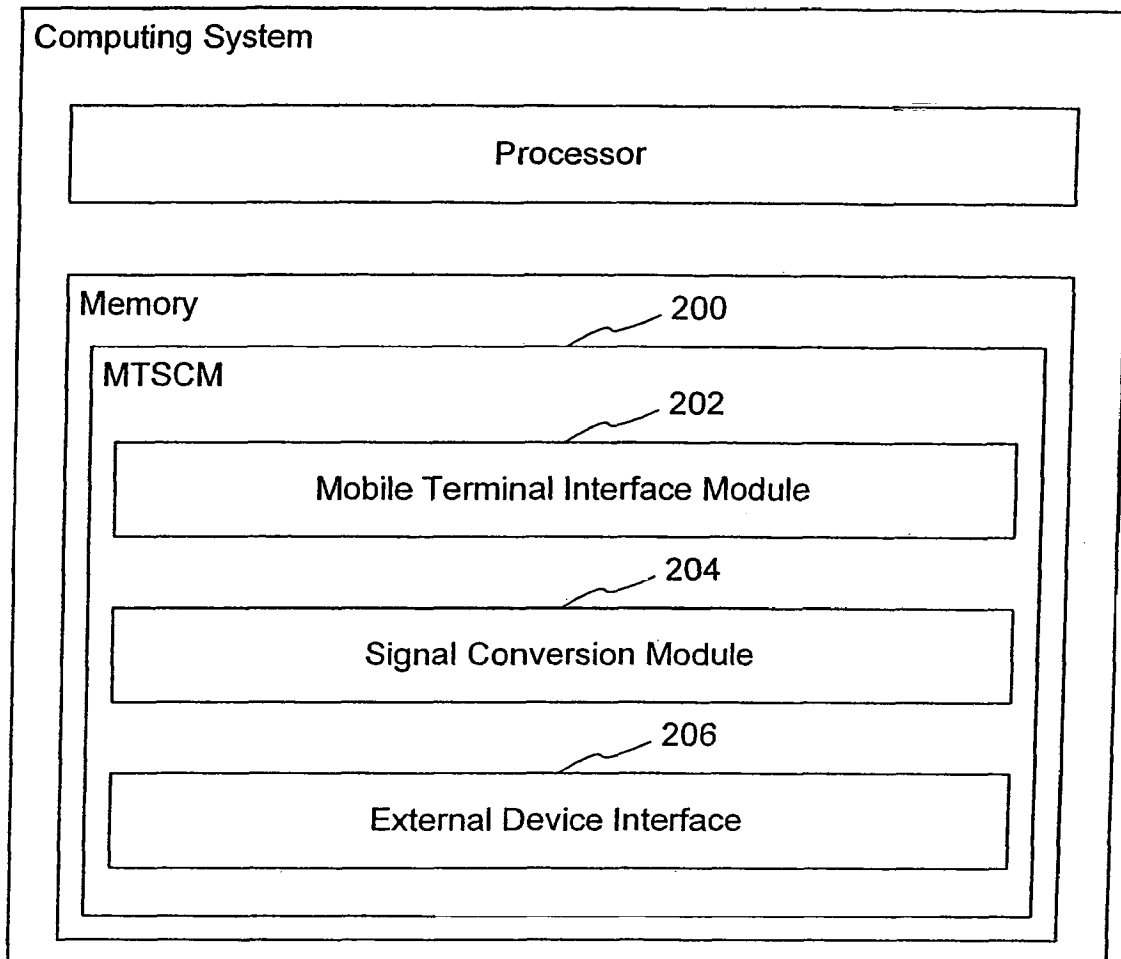 Computing System
Processor
Memory
200
MTSCM
202
Mobile Terminal Interface Module
204
Signal Conversion Module
206
External Device Interface